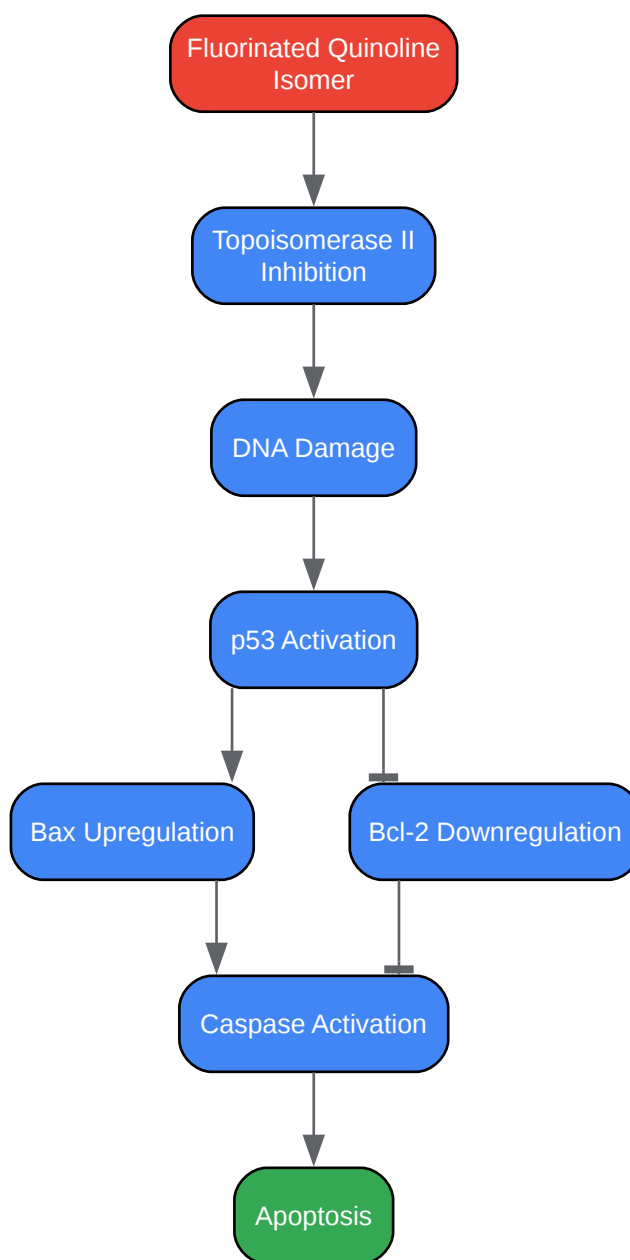 Fluorinated Quinoline
Isomer
Topoisomerase II
Inhibition
DNA Damage
p53 Activation
Bax Upregulation
Bcl-2 Downregulation
Caspase Activation
Apoptosis